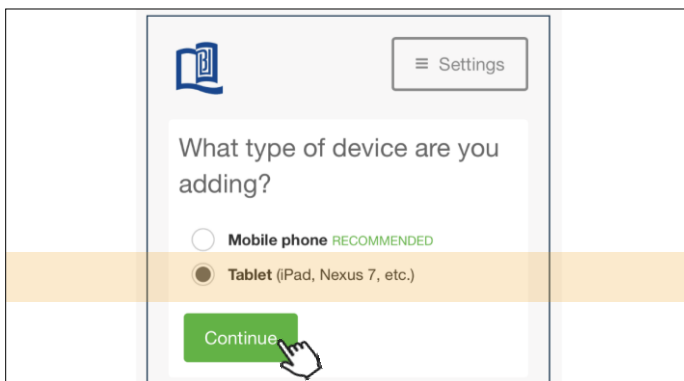 ≡ Settings
What type of device are you
adding?
Mobile phone RECOMMENDED
Tablet (iPad, Nexus 7, etc.)
Continue